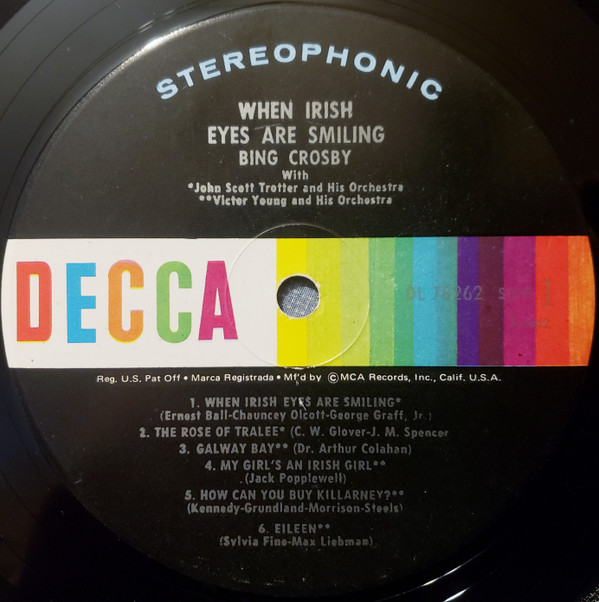 STEREOPHONIC
WHEN IRISH
EYES ARE SMILING
BING CROSBY
With
*John Scott Trotter and His Orchestra
**Victor Young and His Orchestra
DECCA
DL 75262
Reg. U.S. Pat Off • Marca Registrada • Mf'd by ©MCA Records, Inc., Calif. U.S.A.
1. WHEN IRISH EYES ARE SMILING*
(Ernest Ball-Chauncey Olcott-George Graff, Jr.)
2. THE ROSE OF TRALEE* (C. W. Glover-J. M. Spencer
3. GALWAY BAY** (Dr. Arthur Colahan)
4. MY GIRL'S AN IRISH GIRL**
(Jack Popplewell)
5. HOW CAN YOU BUY KILLARNEY?**
(Kennedy-Grundland-Morrison-Steels)
6. EILEEN**
(Sylvia Fine-Max Liebman)